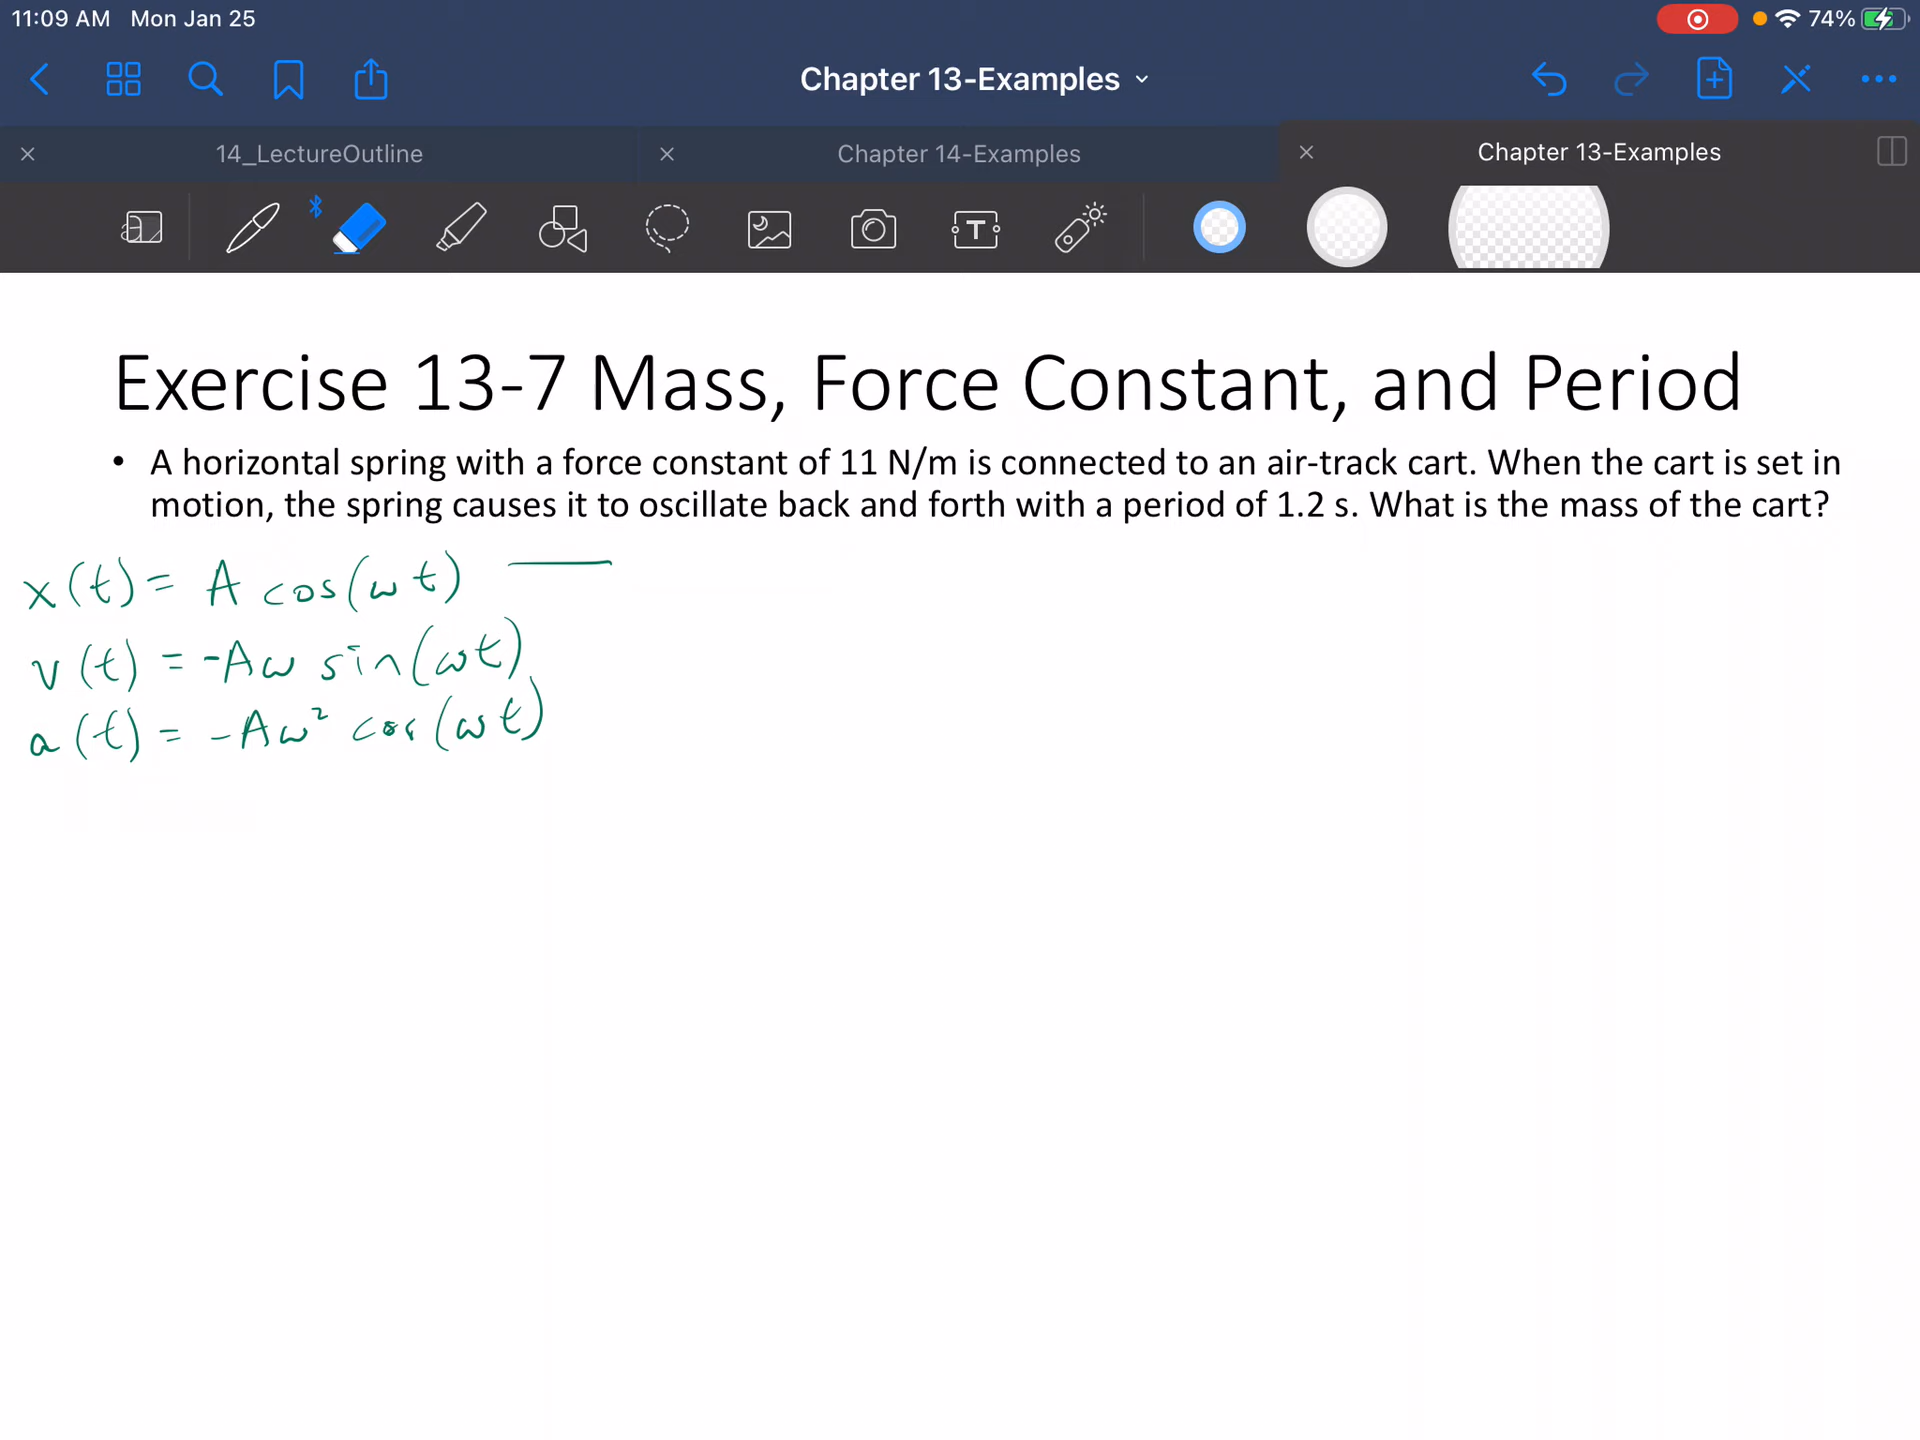 11:09 AM Mon Jan 25
74%
Chapter 13-Examples
14_LectureOutline
Chapter 14-Examples
Chapter 13-Examples
Exercise 13-7 Mass, Force Constant, and Period
• A horizontal spring with a force constant of 11 N/m is connected to an air-track cart. When the cart is set in
motion, the spring causes it to oscillate back and forth with a period of 1.2 s. What is the mass of the cart?
x(t) = A cos(ωt)
v(t) = -Aω sin(ωt)
a(t) = -Aω² cos(ωt)